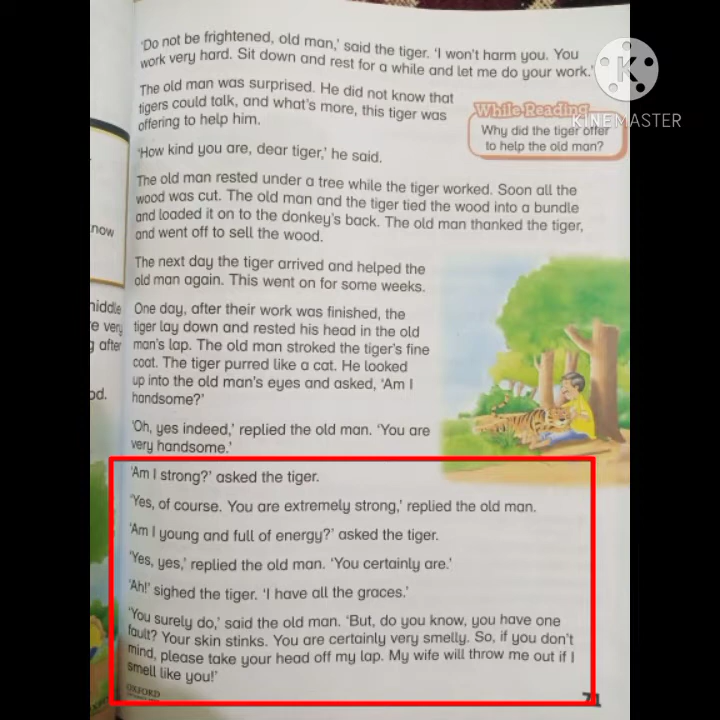 'Do not be frightened, old man,' said the tiger. 'I won't harm you. You
work very hard. Sit down and rest for a while and let me do your work.'
The old man was surprised. He did not know that
tigers could talk, and what's more, this tiger was
offering to help him.
While Reading
Why did the tiger offer
to help the old man?
KINEMASTER
'How kind you are, dear tiger,' he said.
The old man rested under a tree while the tiger worked. Soon all the
wood was cut. The old man and the tiger tied the wood into a bundle
and loaded it on to the donkey's back. The old man thanked the tiger,
and went off to sell the wood.
The next day the tiger arrived and helped the
old man again. This went on for some weeks.
One day, after their work was finished, the
tiger lay down and rested his head in the old
man's lap. The old man stroked the tiger's fine
coat. The tiger purred like a cat. He looked
up into the old man's eyes and asked, 'Am I
handsome?'
'Oh, yes indeed,' replied the old man. 'You are
very handsome.'
'Am I strong?' asked the tiger.
'Yes, of course. You are extremely strong,' replied the old man.
'Am I young and full of energy?' asked the tiger.
'Yes, yes,' replied the old man. 'You certainly are.'
'Ah!' sighed the tiger. 'I have all the graces.'
'You surely do,' said the old man. 'But, do you know, you have one
fault? Your skin stinks. You are certainly very smelly. So, if you don't
mind, please take your head off my lap. My wife will throw me out if I
smell like you!'
OXFORD
71
now
after